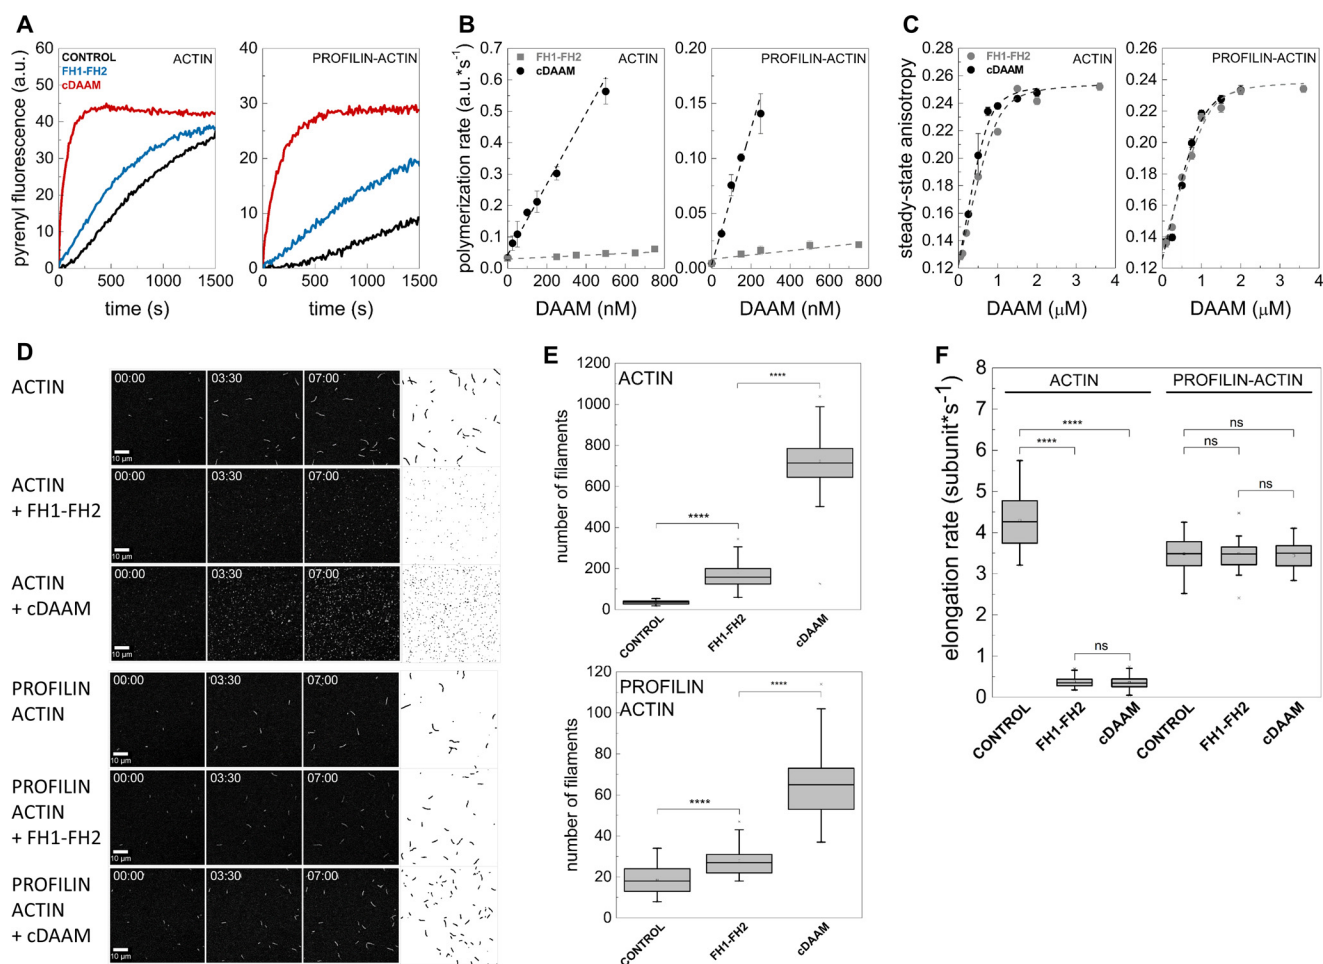 A
pyrenyl fluorescence (a.u.)
60
50
40
30
20
10
0
CONTROL
FH1-FH2
cDAAM
ACTIN
0 500 1000 1500
time (s)
40
30
20
10
0
PROFILIN-ACTIN
0 500 1000 1500
time (s)
B
polymerization rate (a.u.*s-1)
0.7
0.6
0.5
0.4
0.3
0.2
0.1
0.0
ACTIN
FH1-FH2
cDAAM
0 200 400 600 800
DAAM (nM)
0.20
0.15
0.10
0.05
0.00
PROFILIN-ACTIN
0 200 400 600 800
DAAM (nM)
C
steady-state anisotropy
0.28
0.26
0.24
0.22
0.20
0.18
0.16
0.14
0.12
ACTIN
FH1-FH2
cDAAM
0 1 2 3 4
DAAM (μM)
0.28
0.26
0.24
0.22
0.20
0.18
0.16
0.14
0.12
PROFILIN-ACTIN
0 1 2 3 4
DAAM (μM)
D
ACTIN
00:00 03:30 07:00
10 μm
ACTIN
+ FH1-FH2
00:00 03:30 07:00
10 μm
ACTIN
+ cDAAM
00:00 03:30 07:00
10 μm
PROFILIN
ACTIN
00:00 03:30 07:00
10 μm
PROFILIN
ACTIN
+ FH1-FH2
00:00 03:30 07:00
10 μm
PROFILIN
ACTIN
+ cDAAM
00:00 03:30 07:00
10 μm
E
number of filaments
1200
1000
800
600
400
200
0
ACTIN
****
****
CONTROL FH1-FH2 cDAAM
number of filaments
120
100
80
60
40
20
0
PROFILIN
ACTIN
****
****
CONTROL FH1-FH2 cDAAM
F
elongation rate (subunit*s-1)
8
7
6
5
4
3
2
1
0
ACTIN PROFILIN-ACTIN
****
****
ns
ns
ns
ns
CONTROL FH1-FH2 cDAAM CONTROL FH1-FH2 cDAAM